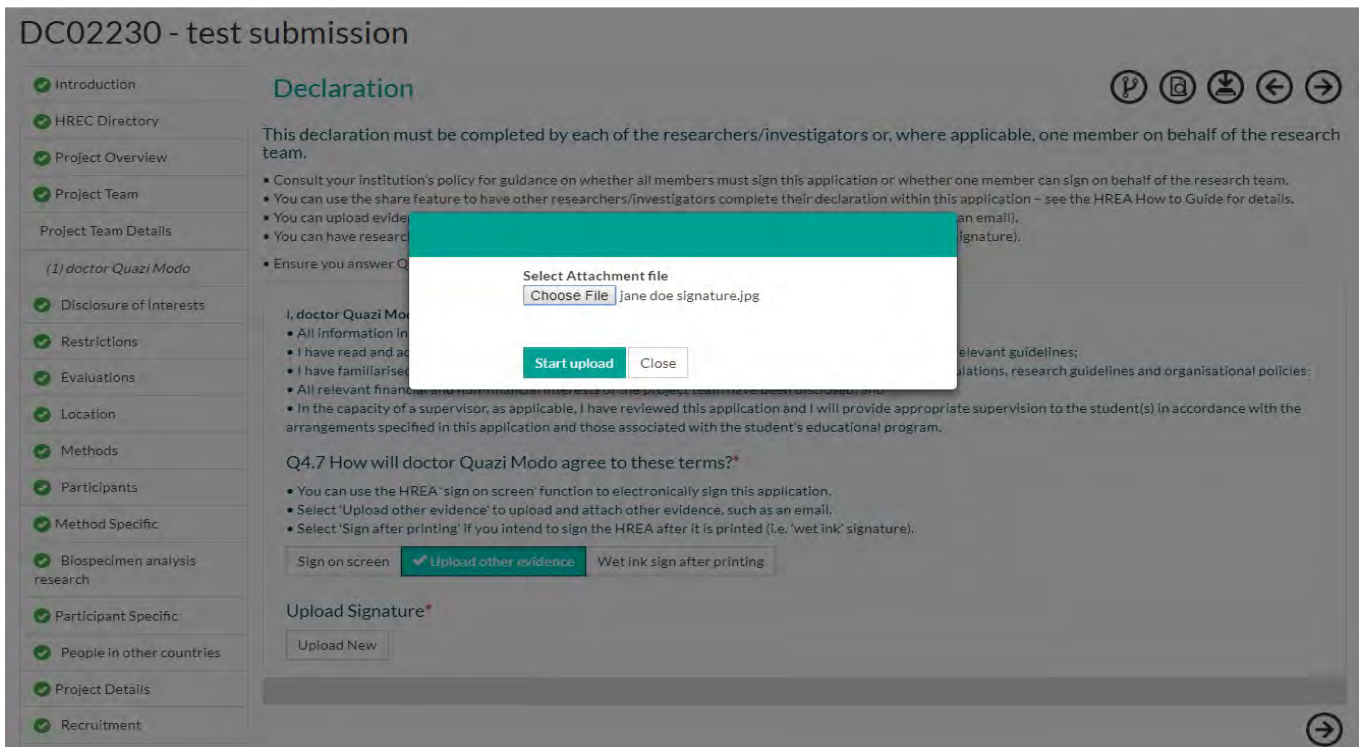 DC02230 - test submission
Introduction
HREC Directory
Project Overview
Project Team
Project Team Details
(1) doctor Quazi Modo
Disclosure of Interests
Restrictions
Evaluations
Location
Methods
Participants
Method Specific
Biospecimen analysis
research
Participant Specific
People in other countries
Project Details
Recruitment
Declaration
This declaration must be completed by each of the researchers/investigators or, where applicable, one member on behalf of the research
team.
• Consult your institution's policy for guidance on whether all members must sign this application or whether one member can sign on behalf of the research team.
• You can use the share feature to have other researchers/investigators complete their declaration within this application – see the HREA How to Guide for details.
• You can upload evide an email).
• You can have researc ignature).
• Ensure you answer Q
Select Attachment file
Choose File jane doe signature.jpg
Start upload Close
I, doctor Quazi Mo
• All information in
• I have read and ac elevant guidelines;
• I have familiarised lations, research guidelines and organisational policies;
• All relevant financial and non-financial interests of the project team have been disclosed; and
• In the capacity of a supervisor, as applicable, I have reviewed this application and I will provide appropriate supervision to the student(s) in accordance with the
arrangements specified in this application and those associated with the student's educational program.
Q4.7 How will doctor Quazi Modo agree to these terms?*
• You can use the HREA 'sign on screen' function to electronically sign this application.
• Select 'Upload other evidence' to upload and attach other evidence, such as an email.
• Select 'Sign after printing' if you intend to sign the HREA after it is printed (i.e. 'wet ink' signature).
Sign on screen Upload other evidence Wet ink sign after printing
Upload Signature*
Upload New